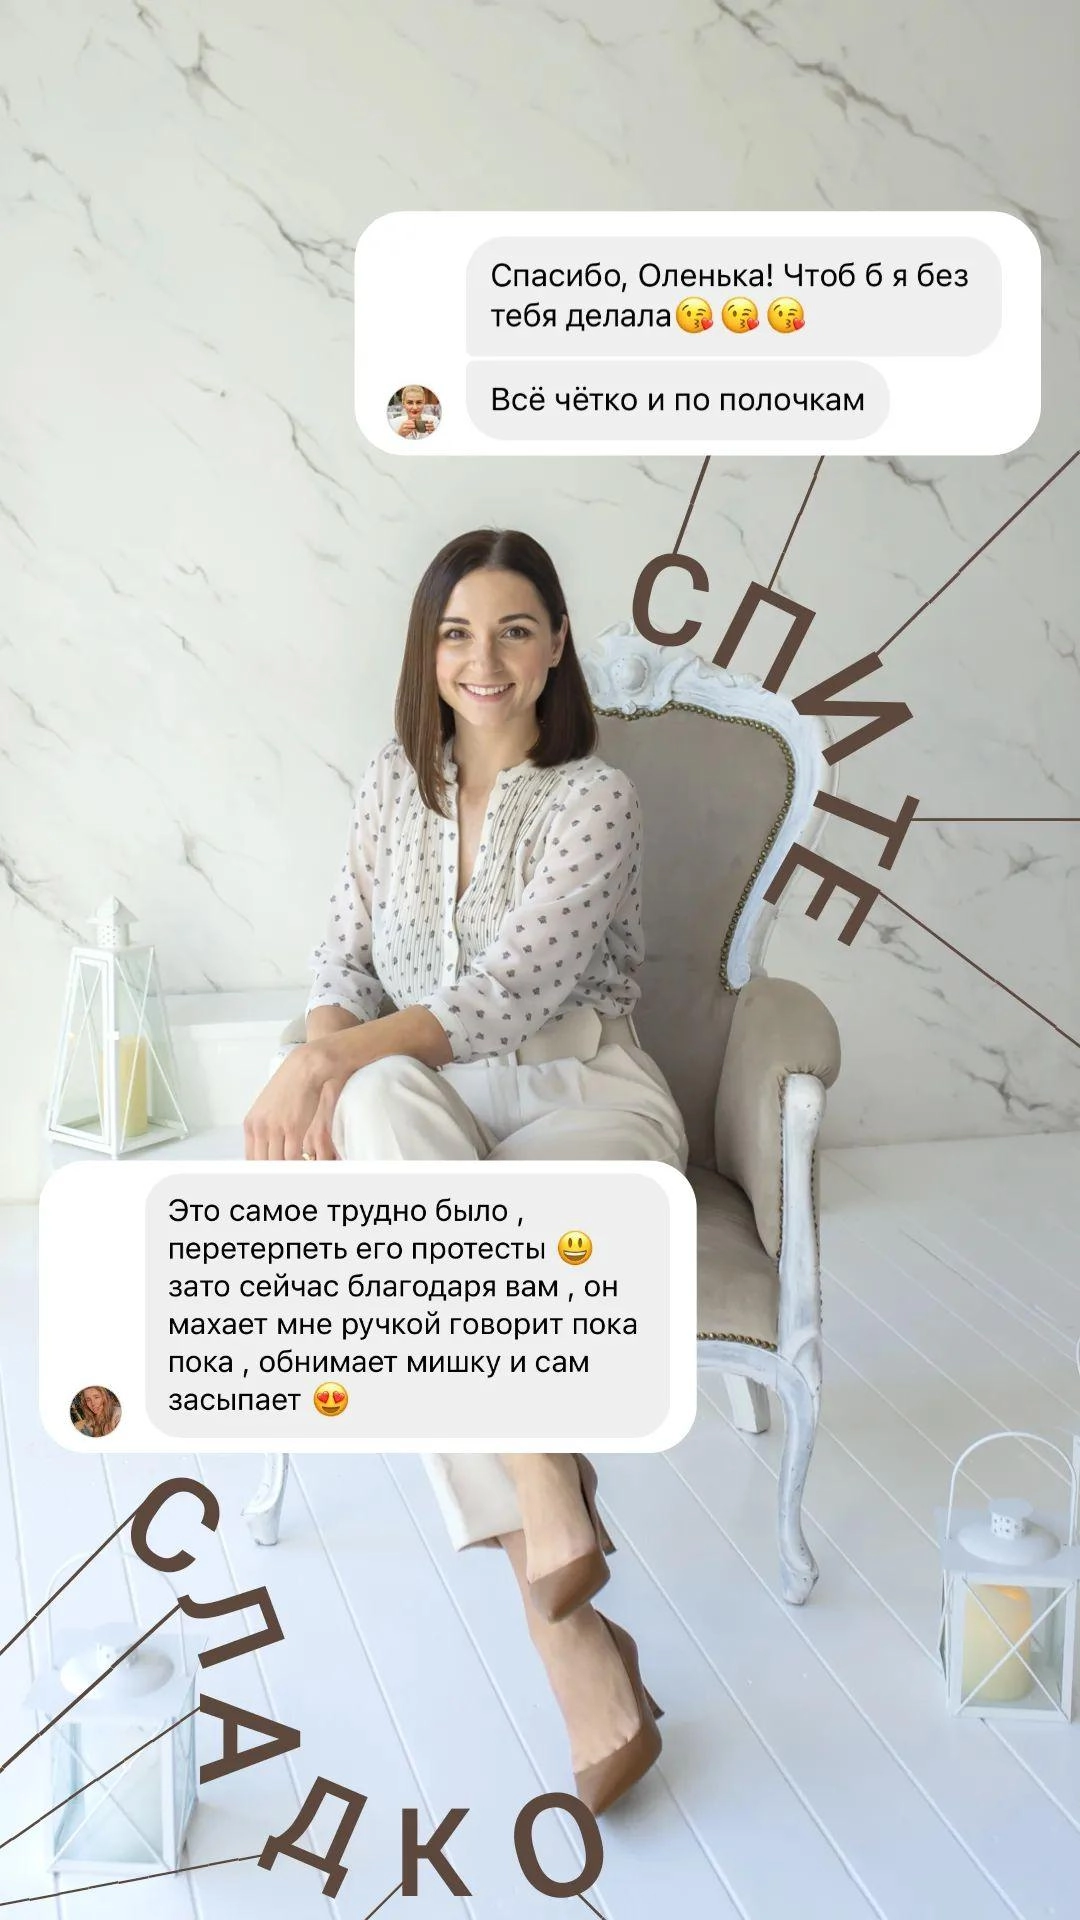 Спасибо, Оленька! Чтоб б я без
тебя делала😘😘😘
Всё чётко и по полочкам
СПИТЕ
Это самое трудно было ,
перетерпеть его протесты 😃
зато сейчас благодаря вам , он
махает мне ручкой говорит пока
пока , обнимает мишку и сам
засыпает 😍
СЛАДКО